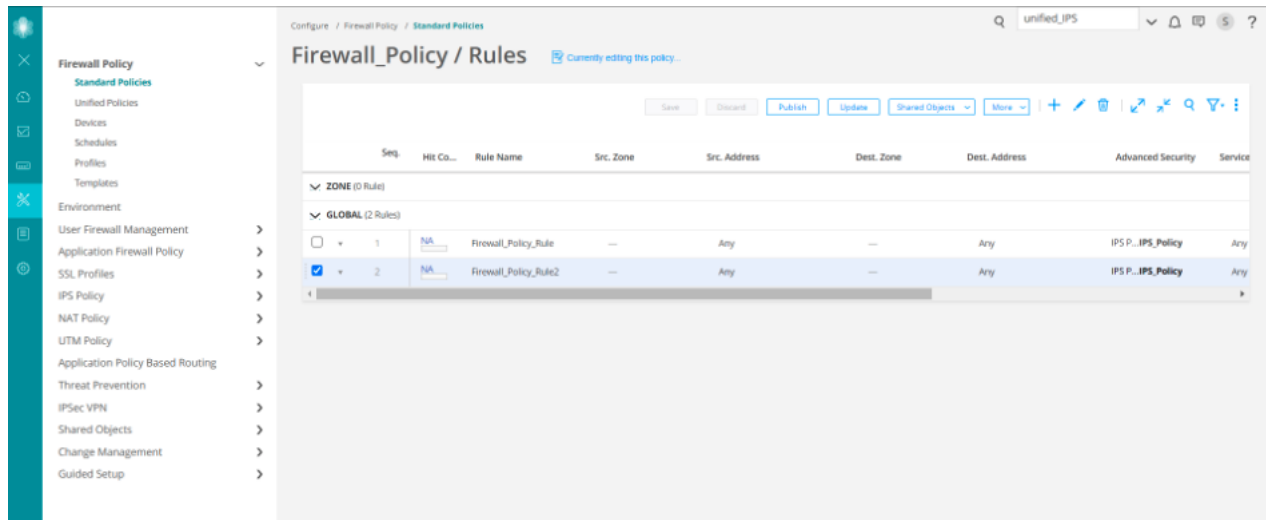 Configure / Firewall Policy / Standard Policies
unified_IPS
S
?
Firewall_Policy / Rules
Currently editing this policy...
Firewall Policy
Standard Policies
Unified Policies
Devices
Schedules
Profiles
Templates
Environment
User Firewall Management
Application Firewall Policy
SSL Profiles
IPS Policy
NAT Policy
UTM Policy
Application Policy Based Routing
Threat Prevention
IPSec VPN
Shared Objects
Change Management
Guided Setup
Save Discard Publish Update Shared Objects More
Seq. Hit Co... Rule Name Src. Zone Src. Address Dest. Zone Dest. Address Advanced Security Service
ZONE (0 Rule)
GLOBAL (2 Rules)
1 NA Firewall_Policy_Rule — Any — Any IPS P...IPS_Policy Any
2 NA Firewall_Policy_Rule2 — Any — Any IPS P...IPS_Policy Any